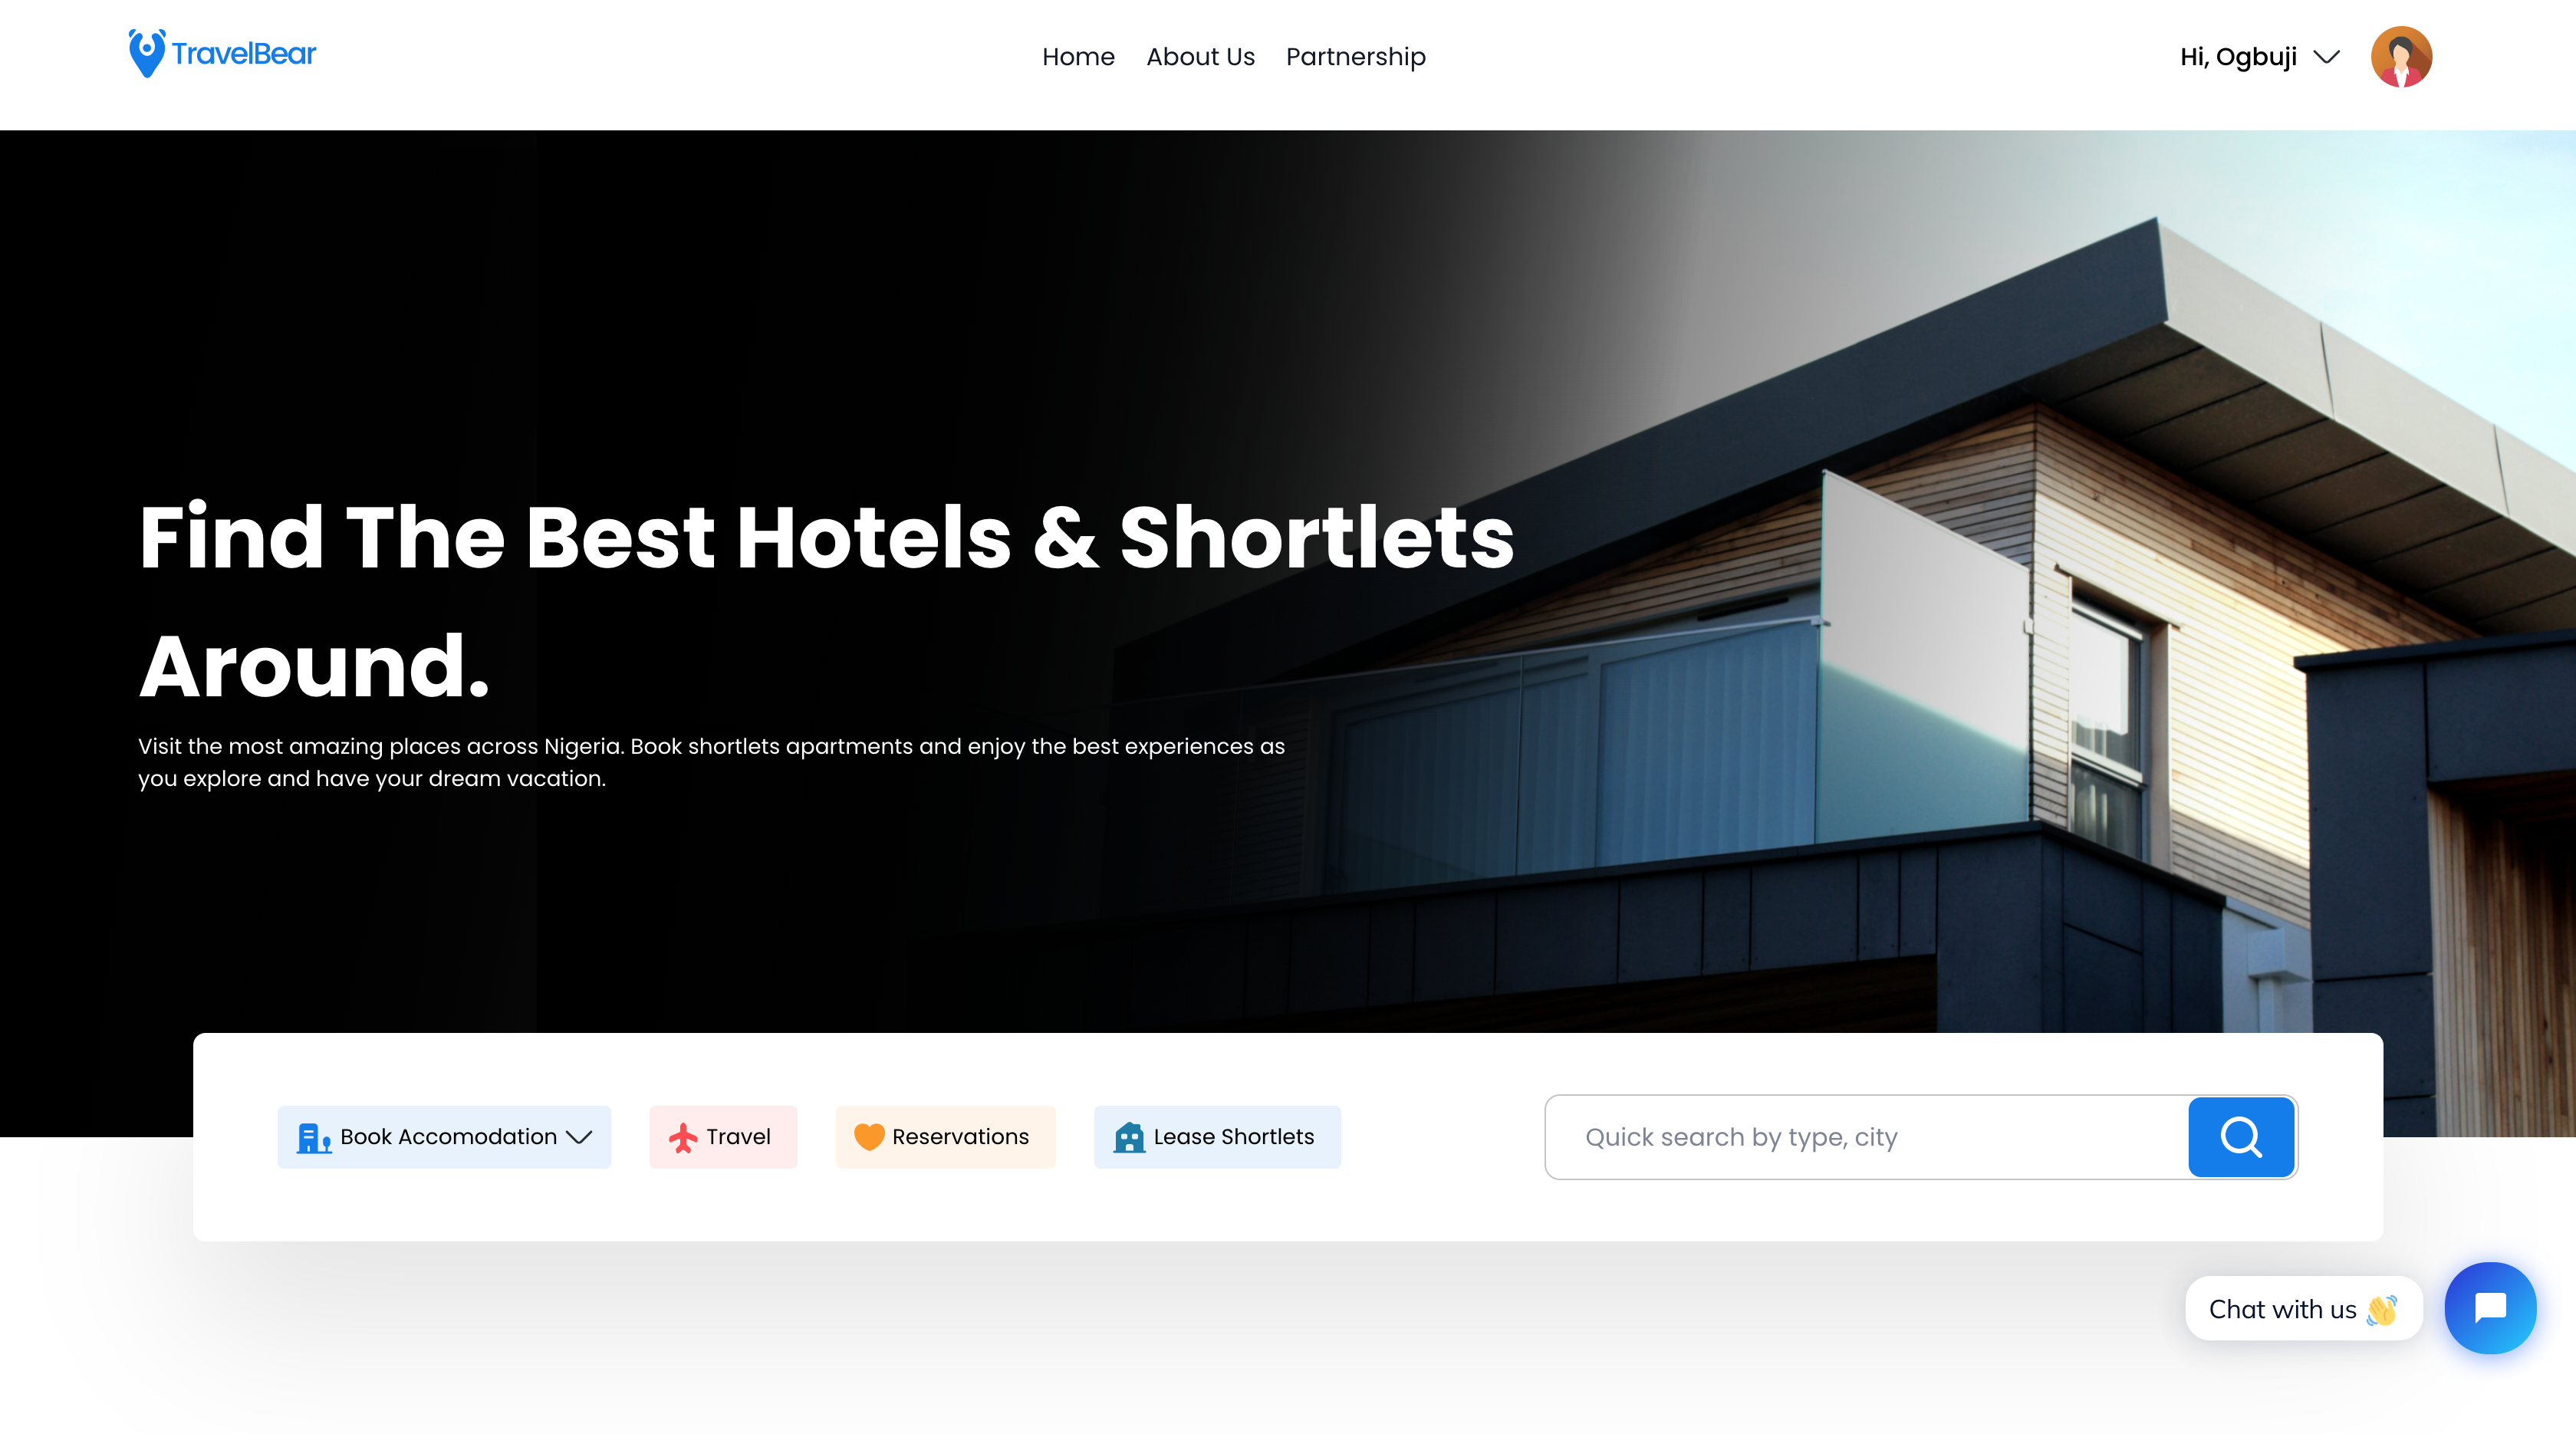 TravelBear
Home
About Us
Partnership
Hi, Ogbuji
Find The Best Hotels & Shortlets
Around.
Visit the most amazing places across Nigeria. Book shortlets apartments and enjoy the best experiences as
you explore and have your dream vacation.
Book Accomodation
Travel
Reservations
Lease Shortlets
Quick search by type, city
Chat with us 👋